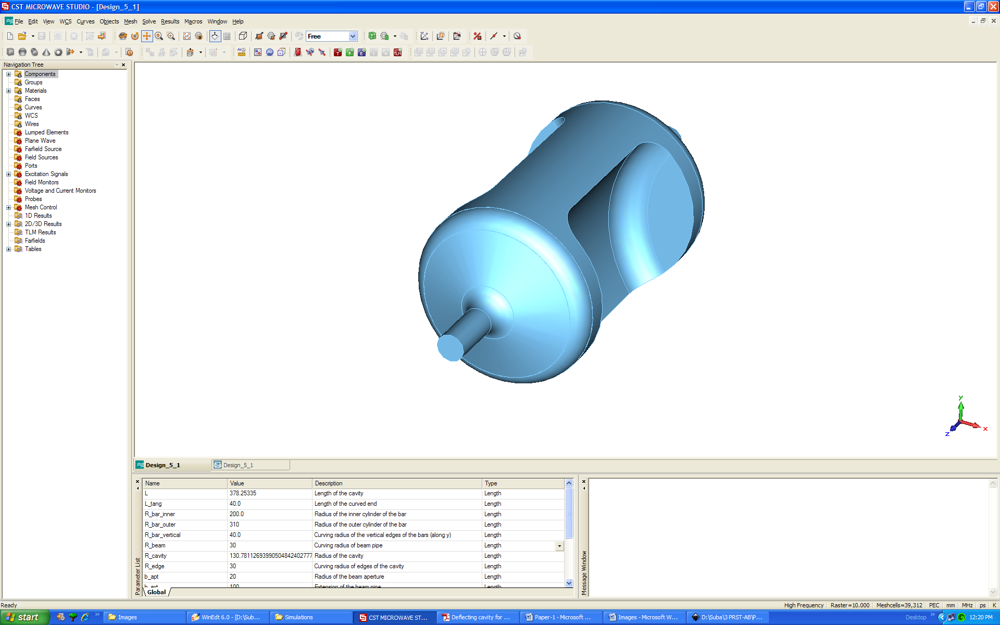 CST MICROWAVE STUDIO - [Design_5_1]
File Edit View WCS Curves Objects Mesh Solve Results Macros Window Help
Free
Navigation Tree
Components
Groups
Materials
Faces
Curves
WCS
Wires
Lumped Elements
Plane Wave
Farfield Source
Field Sources
Ports
Excitation Signals
Field Monitors
Voltage and Current Monitors
Probes
Mesh Control
1D Results
2D/3D Results
TLM Results
Farfields
Tables
y
x
z
Design_5_1 Design_5_1
Name Value Description Type
L 378.25335 Length of the cavity Length
L_tang 40.0 Length of the curved end Length
R_bar_inner 200.0 Radius of the inner cylinder of the bar Length
R_bar_outer 310 Radius of the outer cylinder of the bar Length
R_bar_vertical 40.0 Curving radius of the vertical edges of the bars (along y) Length
R_beam 30 Curving radius of beam pipe Length
R_cavity 130.78112693990504842402777 Radius of the cavity Length
R_edge 30 Curving radius of edges of the cavity Length
b_apt 20 Radius of the beam aperture Length
b_ext 100 Extension of the beam pipe Length
Global
Parameter List
Message Window
Ready High Frequency Raster=10.000 Meshcells=39,312 PEC mm MHz ps K
start Images WinEdt 6.0 - [D:\Sub... Simulations CST MICROWAVE ST... Deflecting cavity for ... Paper-1 - Microsoft ... Images - Microsoft W... D:\Suba\3 PRST-AB\P... Desktop 12:20 PM